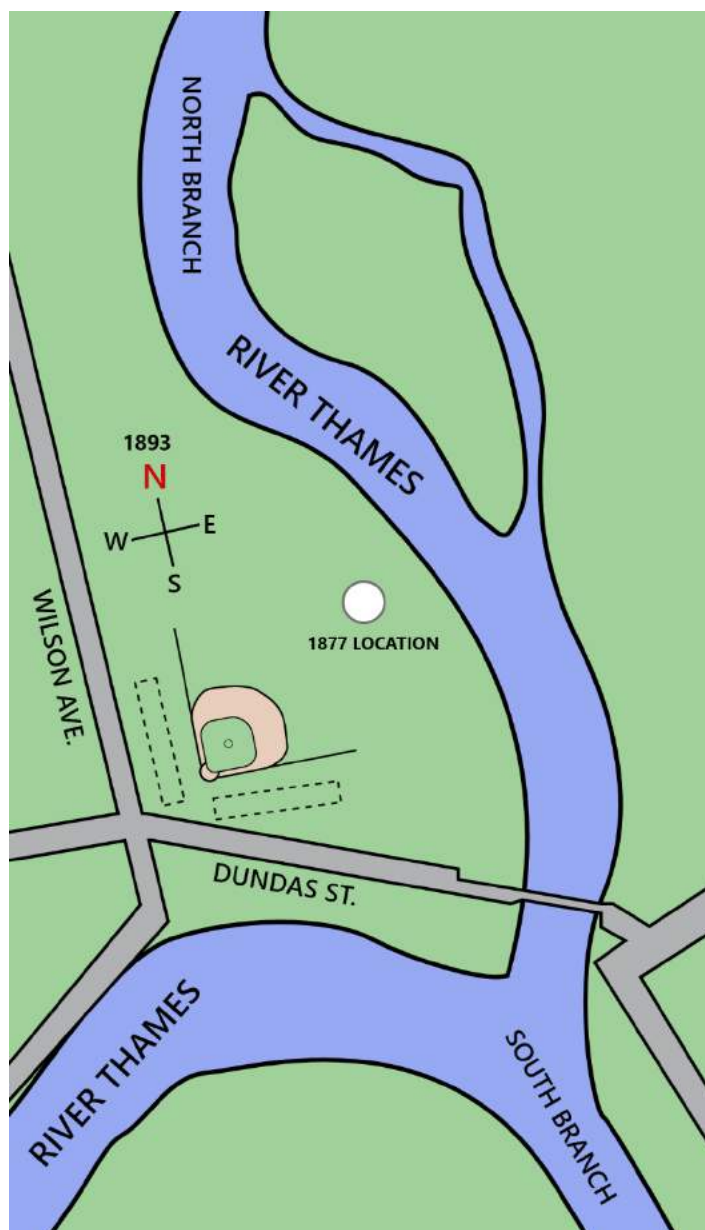 NORTH BRANCH
RIVER THAMES
1893
N
W
E
S
1877 LOCATION
WILSON AVE.
DUNDAS ST.
RIVER THAMES
SOUTH BRANCH